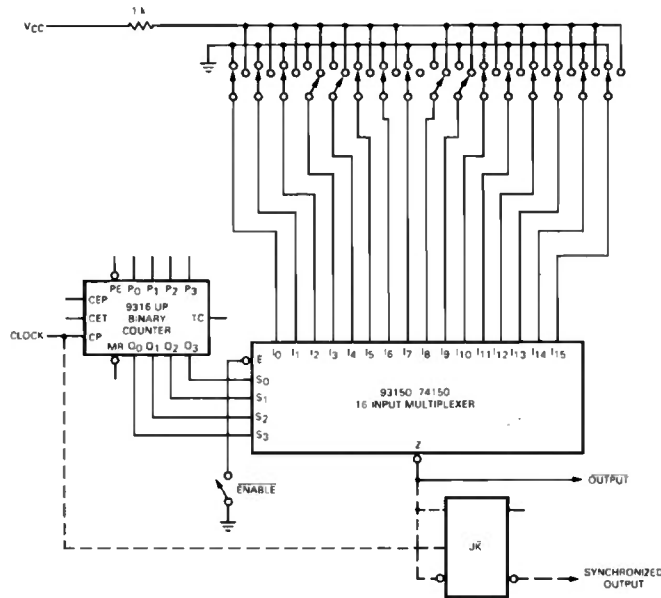 1 k
VCC
I0 I1 I2 I3 I4 I5 I6 I7 I8 I9 I10 I11 I12 I13 I14 I15
PE P0 P1 P2 P3
CEP
9316 UP
CET BINARY TC
COUNTER
CLOCK CP
MR Q0 Q1 Q2 Q3
E
S0
S1
S2
S3
93150 74150
16 INPUT MULTIPLEXER
Z
ENABLE
OUTPUT
JK
SYNCHRONIZED
OUTPUT